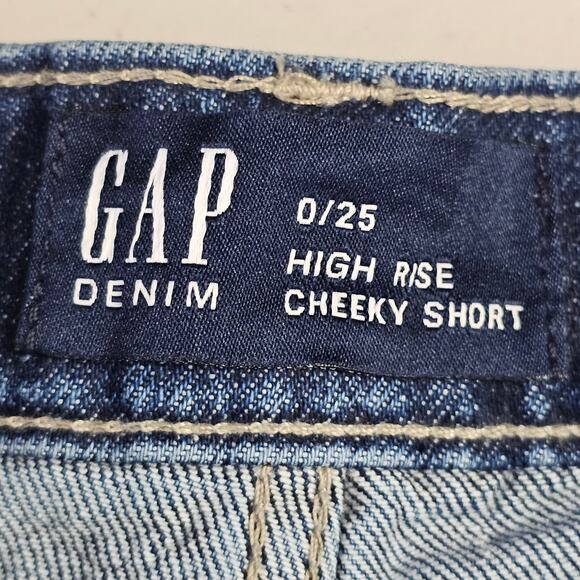 GAP
DENIM
0/25
HIGH RISE
CHEEKY SHORT